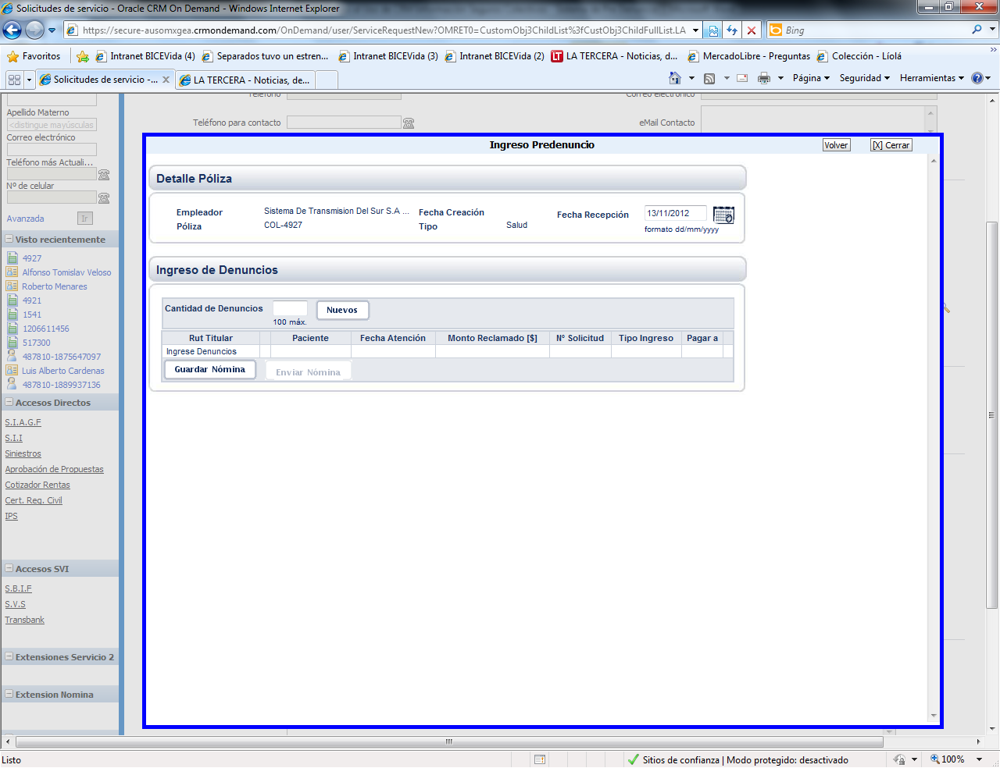 Solicitudes de servicio - Oracle CRM On Demand - Windows Internet Explorer
https://secure-ausomxgea.crmondemand.com/OnDemand/user/ServiceRequestNew?OMRET0=CustomObj3ChildList%3fCustObj3ChildFullList.LA
Bing
Favoritos
Intranet BICEVida (4)
Separados tuvo un estren...
Intranet BICEVida (3)
Intranet BICEVida (2)
LT LA TERCERA - Noticias, d...
MercadoLibre - Preguntas
Colección - Líolá
Solicitudes de servicio -...
LA TERCERA - Noticias, de...
Página
Seguridad
Herramientas
Apellido Materno
<distingue mayúsculas
Correo electrónico
Teléfono más Actuali...
Nº de celular
Avanzada
Ir
Visto recientemente
4927
Alfonso Tomislav Veloso
Roberto Menares
4921
1541
1206611456
517300
487810-1875647097
Luis Alberto Cardenas
487810-1889937136
Accesos Directos
S.I.A.G.F
S.I.I
Siniestros
Aprobación de Propuestas
Cotizador Rentas
Cert. Reg. Civil
IPS
Accesos SVI
S.B.I.F
S.V.S
Transbank
Extensiones Servicio 2
Extension Nomina
Teléfono
Correo electrónico
Teléfono para contacto
eMail Contacto
Ingreso Predenuncio
Volver
[X] Cerrar
Detalle Póliza
Empleador
Sistema De Transmision Del Sur S.A ...
Fecha Creación
Fecha Recepción
13/11/2012
Póliza
COL-4927
Tipo
Salud
formato dd/mm/yyyy
Ingreso de Denuncios
Cantidad de Denuncios
Nuevos
100 máx.
Rut Titular
Paciente
Fecha Atención
Monto Reclamado [$]
Nº Solicitud
Tipo Ingreso
Pagar a
Ingrese Denuncios
Guardar Nómina
Enviar Nómina
Listo
Sitios de confianza | Modo protegido: desactivado
100%